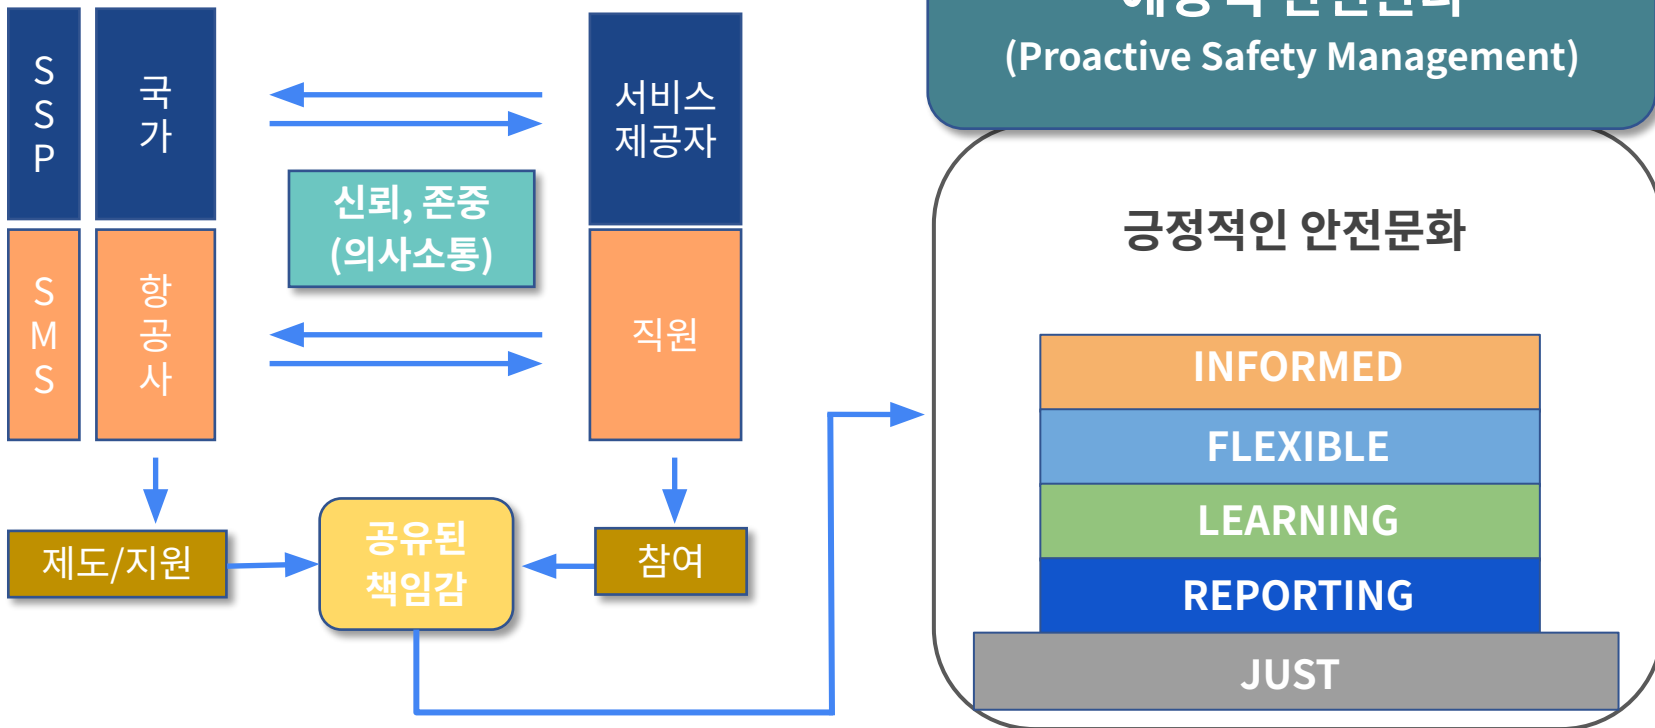 SSP
국가
서비스
제공자
신뢰, 존중
(의사소통)
SMS
항공사
직원
제도/지원
공유된
책임감
참여
(Proactive Safety Management)
긍정적인 안전문화
INFORMED
FLEXIBLE
LEARNING
REPORTING
JUST